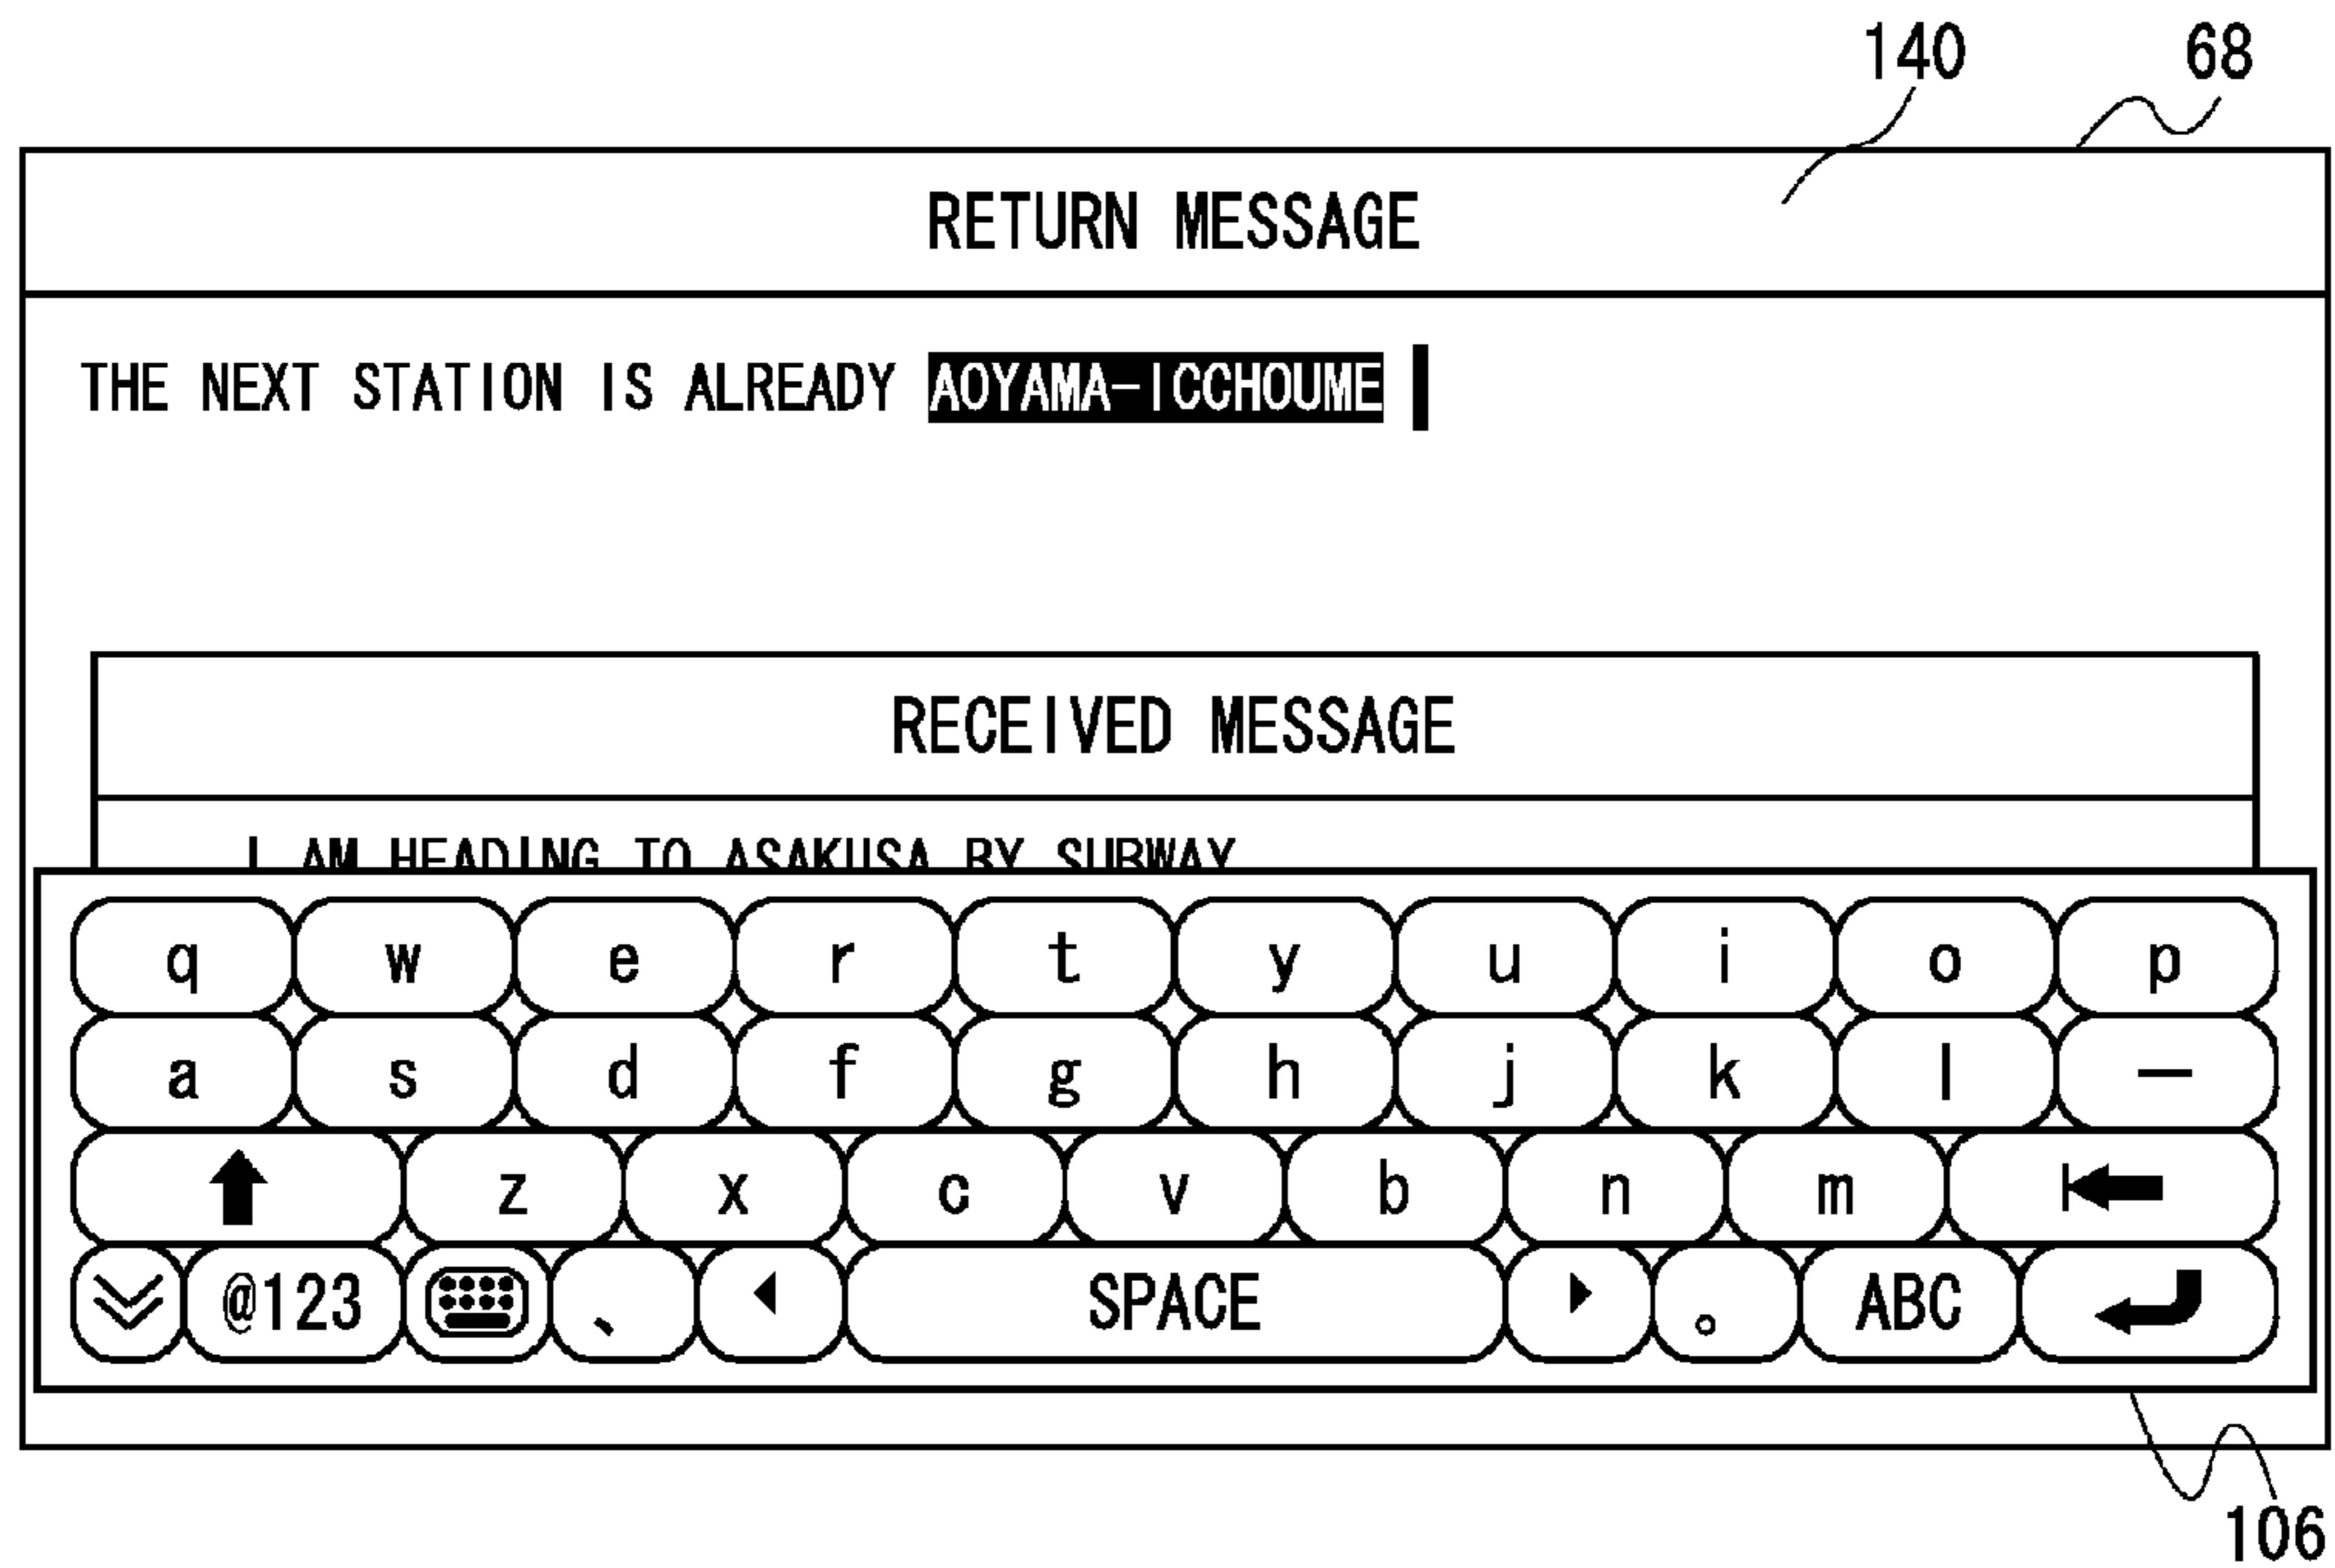 140 68
RETURN MESSAGE
THE NEXT STATION IS ALREADY AOYAMA-ICCHOUME
RECEIVED MESSAGE
I AM HEADING TO ASAKUSA BY SUBWAY
q w e r t y u i o p
a s d f g h j k l —
z x c v b n m
@123 、 SPACE 。 ABC
106